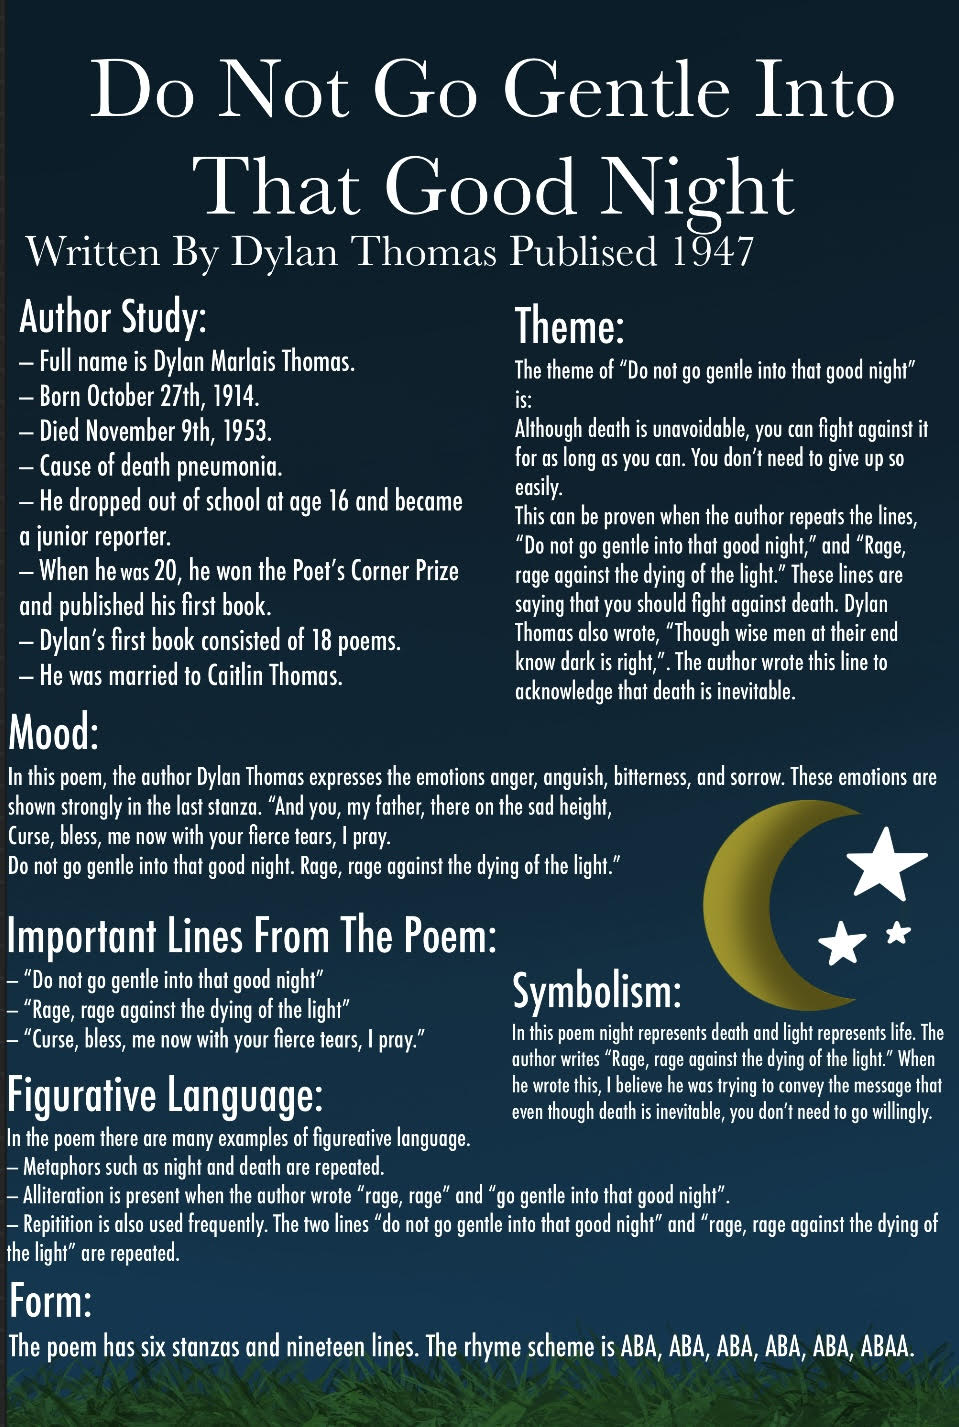 Do Not Go Gentle Into
That Good Night
Written By Dylan Thomas Publised 1947
Author Study:
– Full name is Dylan Marlais Thomas.
– Born October 27th, 1914.
– Died November 9th, 1953.
– Cause of death pneumonia.
– He dropped out of school at age 16 and became
a junior reporter.
– When he was 20, he won the Poet’s Corner Prize
and published his first book.
– Dylan’s first book consisted of 18 poems.
– He was married to Caitlin Thomas.
Theme:
The theme of “Do not go gentle into that good night”
is:
Although death is unavoidable, you can fight against it
for as long as you can. You don’t need to give up so
easily.
This can be proven when the author repeats the lines,
“Do not go gentle into that good night,” and “Rage,
rage against the dying of the light.” These lines are
saying that you should fight against death. Dylan
Thomas also wrote, “Though wise men at their end
know dark is right,”. The author wrote this line to
acknowledge that death is inevitable.
Mood:
In this poem, the author Dylan Thomas expresses the emotions anger, anguish, bitterness, and sorrow. These emotions are
shown strongly in the last stanza. “And you, my father, there on the sad height,
Curse, bless, me now with your fierce tears, I pray.
Do not go gentle into that good night. Rage, rage against the dying of the light.”
Important Lines From The Poem:
– “Do not go gentle into that good night”
– “Rage, rage against the dying of the light”
– “Curse, bless, me now with your fierce tears, I pray.”
Symbolism:
In this poem night represents death and light represents life. The
author writes “Rage, rage against the dying of the light.” When
he wrote this, I believe he was trying to convey the message that
even though death is inevitable, you don’t need to go willingly.
Figurative Language:
In the poem there are many examples of figureative language.
– Metaphors such as night and death are repeated.
– Alliteration is present when the author wrote “rage, rage” and “go gentle into that good night”.
– Repitition is also used frequently. The two lines “do not go gentle into that good night” and “rage, rage against the dying of
the light” are repeated.
Form:
The poem has six stanzas and nineteen lines. The rhyme scheme is ABA, ABA, ABA, ABA, ABA, ABAA.